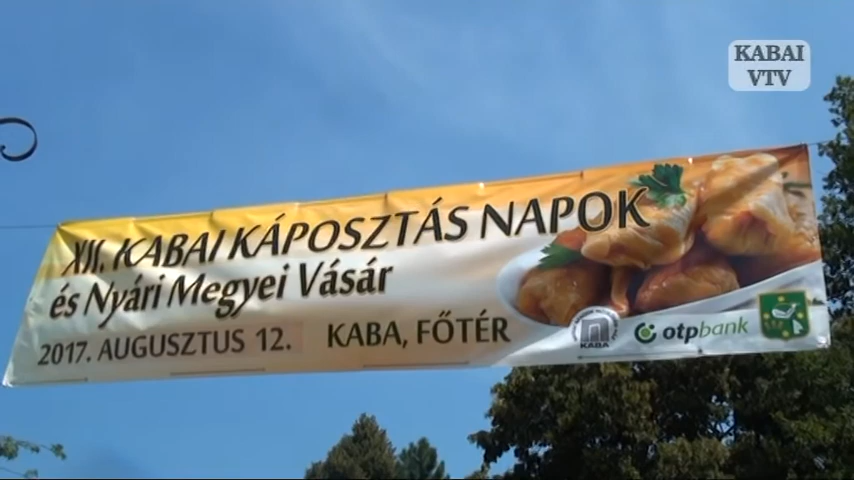 KABAI
VTV
XII. KABAI KÁPOSZTÁS NAPOK
és Nyári Megyei Vásár
2017. AUGUSZTUS 12. KABA, FŐTÉR
KABA
otpbank